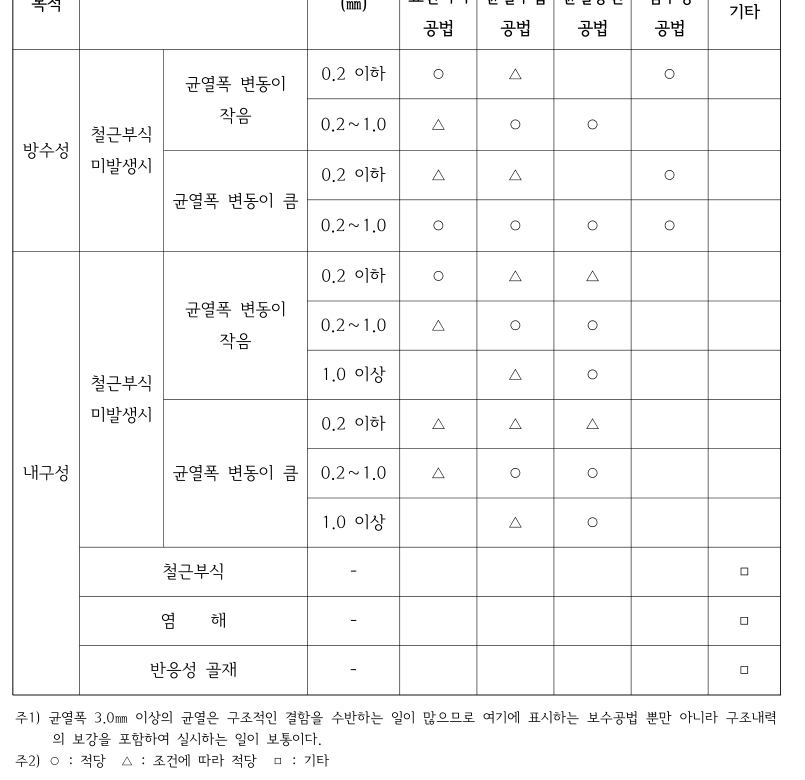 (㎜)
공법 공법 공법 공법 기타
방수성 철근부식 미발생시 균열폭 변동이 작음 0.2 이하 ○ △ ○
0.2~1.0 △ ○ ○
균열폭 변동이 큼 0.2 이하 △ △ ○
0.2~1.0 ○ ○ ○ ○
내구성 철근부식 미발생시 균열폭 변동이 작음 0.2 이하 ○ △ △
0.2~1.0 △ ○ ○
1.0 이상 △ ○
균열폭 변동이 큼 0.2 이하 △ △ △
0.2~1.0 △ ○ ○
1.0 이상 △ ○
철근부식 - □
염 해 - □
반응성 골재 - □
주1) 균열폭 3.0㎜ 이상의 균열은 구조적인 결함을 수반하는 일이 많으므로 여기에 표시하는 보수공법 뿐만 아니라 구조내력
의 보강을 포함하여 실시하는 일이 보통이다.
주2) ○ : 적당 △ : 조건에 따라 적당 □ : 기타